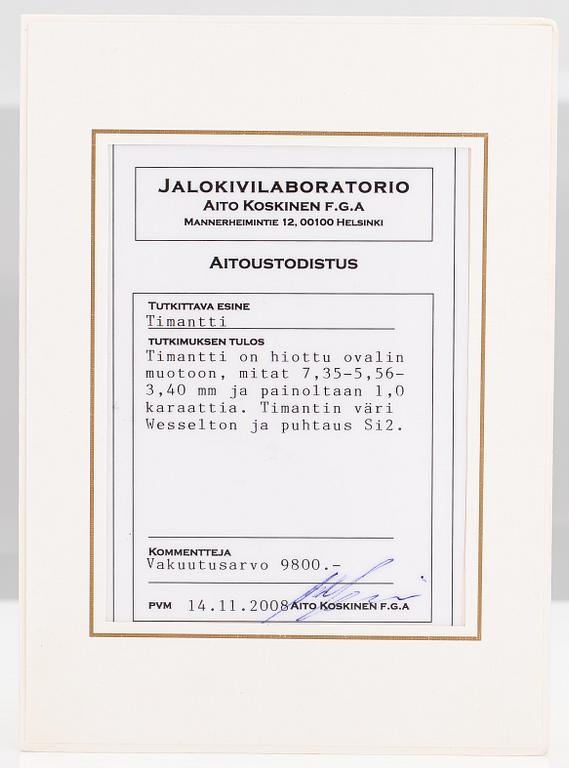 JALOKIVILABORATORIO
AITO KOSKINEN F.G.A
MANNERHEIMINTIE 12, 00100 HELSINKI
AITOUSTODISTUS
TUTKITTAVA ESINE
Timantti
TUTKIMUKSEN TULOS
Timantti on hiottu ovalin
muotoon, mitat 7,35-5,56-
3,40 mm ja painoltaan 1,0
karaattia. Timantin väri
Wesselton ja puhtaus Si2.
KOMMENTTEJA
Vakuutusarvo 9800.-
PVM 14.11.2008 AITO KOSKINEN F.G.A